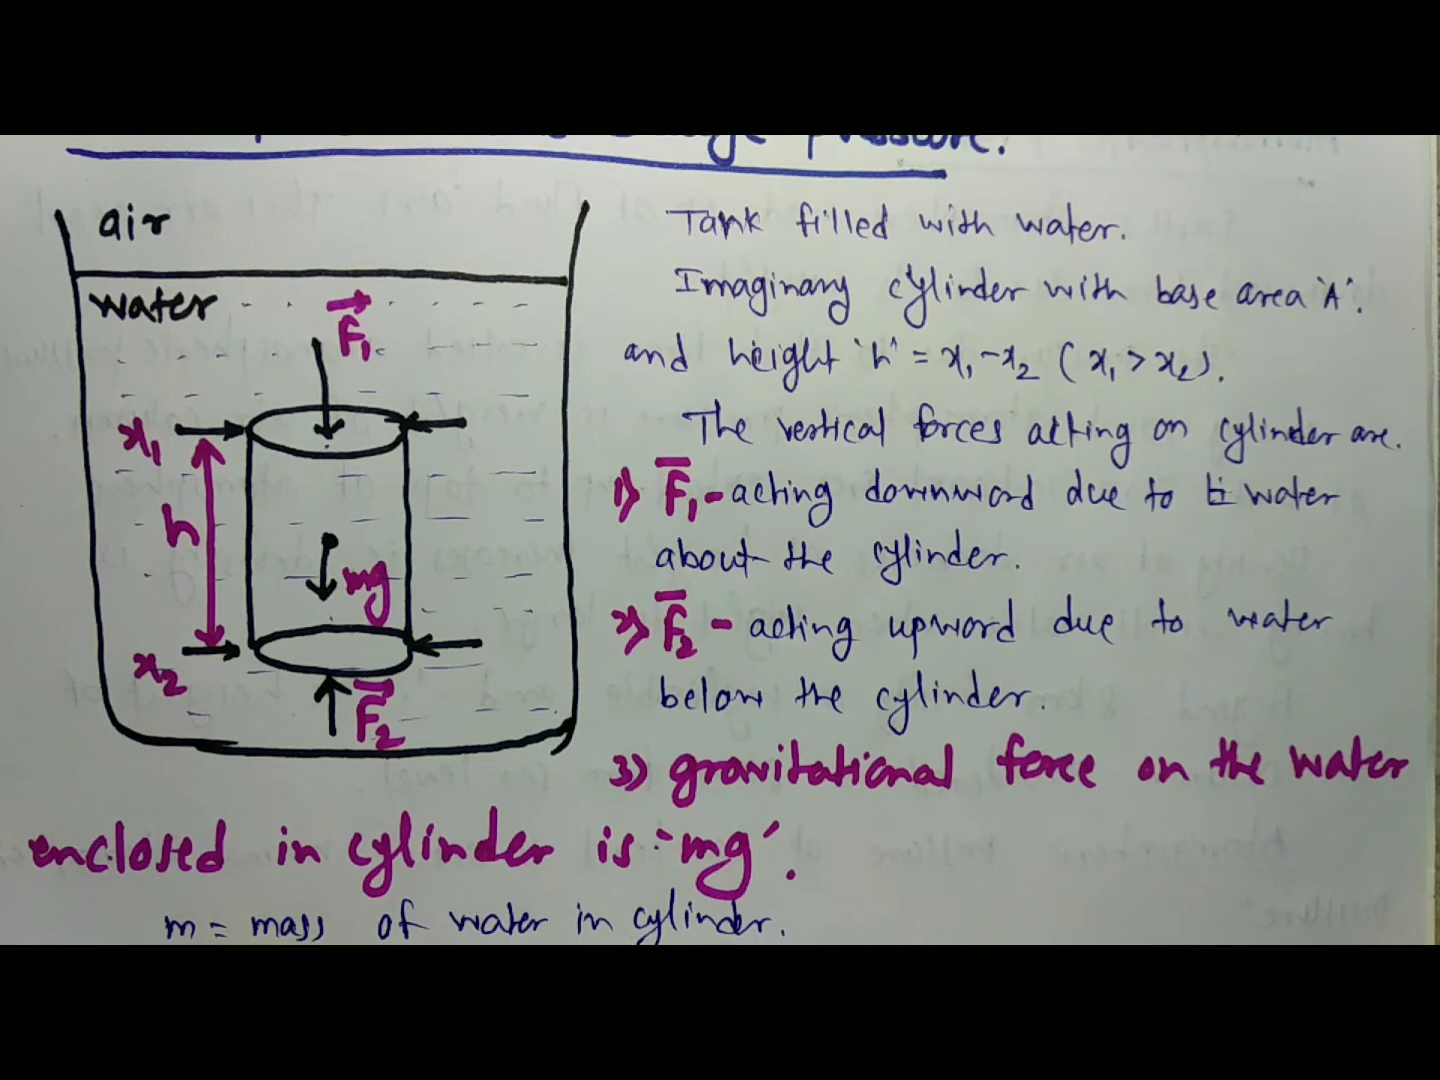 pressure.
air
water
F₁
x₁
h
mg
x₂
F₂
Tank filled with water.
Imaginary cylinder with base area 'A'.
and height 'h' = x₁-x₂ (x₁>x₂).
The vertical forces acting on cylinder are.
1) F₁ - acting downword due to water
about the cylinder.
2) F₂ - acting upword due to water
below the cylinder.
3) gravitational force on the water
enclosed in cylinder is 'mg'.
m = mass of water in cylinder.